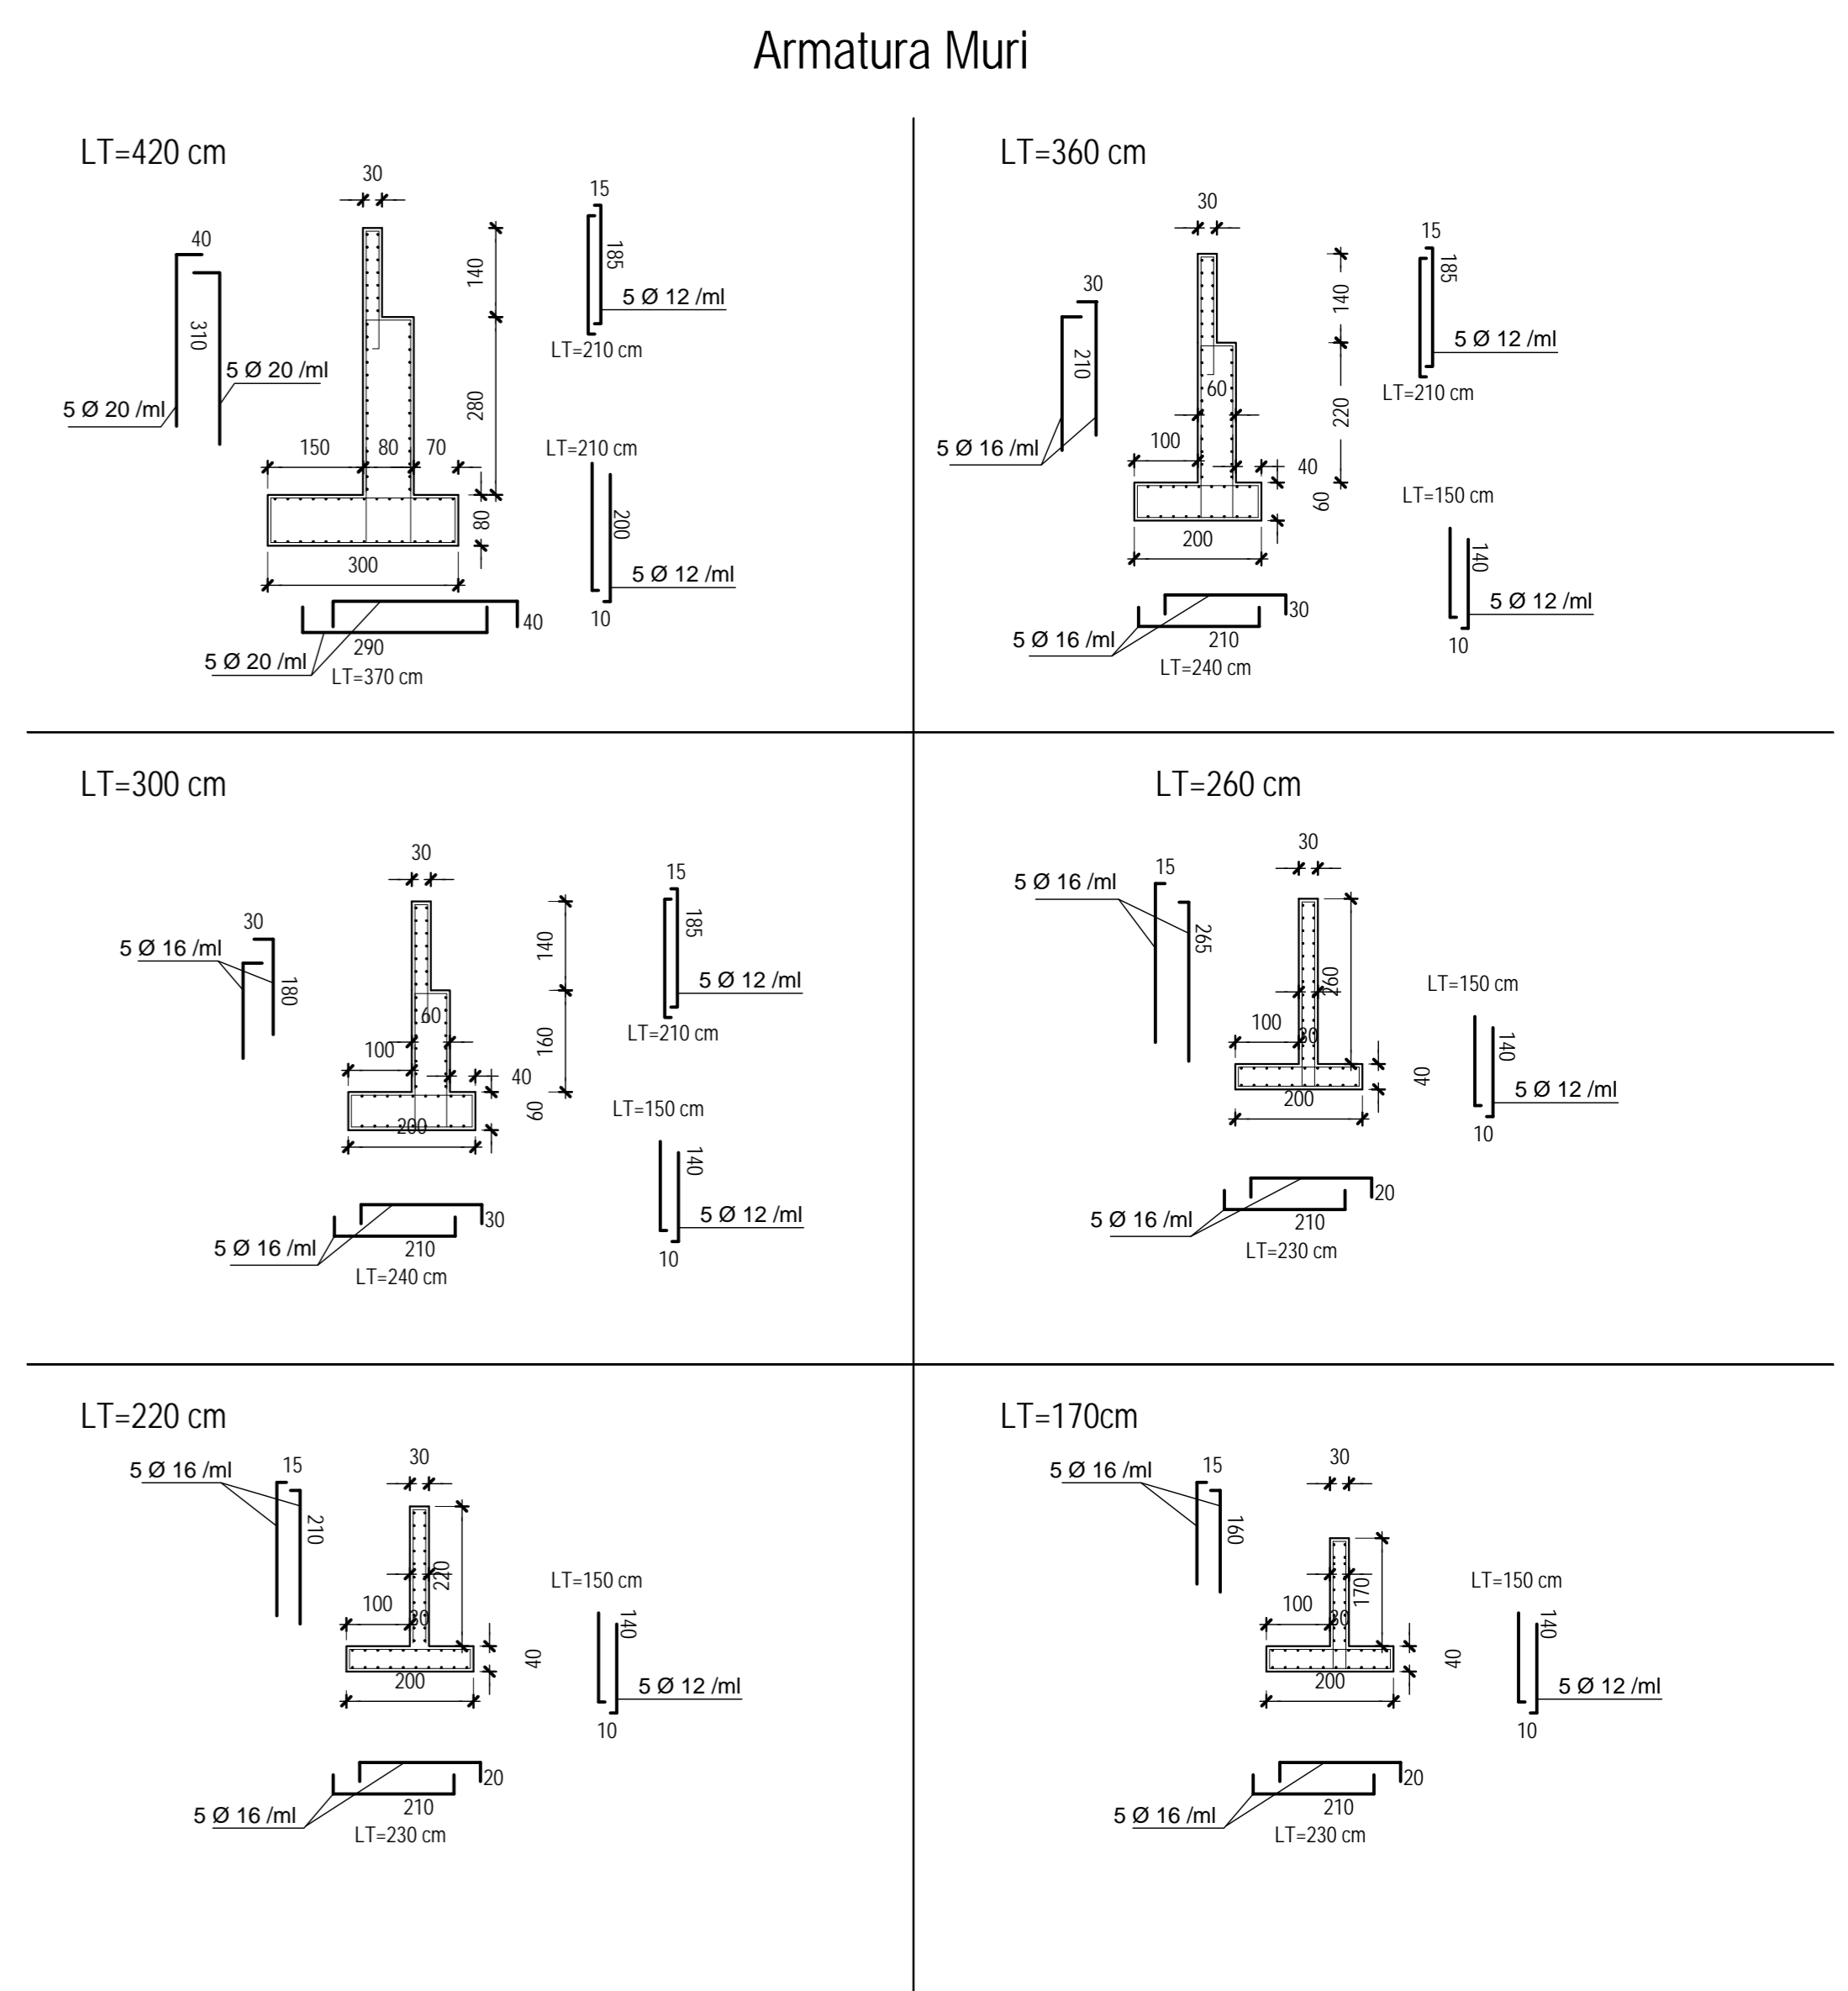 Armatura Muri
LT=420 cm
30
15
40
185
140
5 Ø 12 /ml
310
LT=210 cm
5 Ø 20 /ml
5 Ø 20 /ml
280
150
80
70
LT=210 cm
200
80
300
5 Ø 12 /ml
10
40
290
5 Ø 20 /ml
LT=370 cm
LT=360 cm
30
15
185
30
140
5 Ø 12 /ml
210
60
LT=210 cm
220
100
5 Ø 16 /ml
40
60
LT=150 cm
200
140
5 Ø 12 /ml
30
10
5 Ø 16 /ml
210
LT=240 cm
LT=300 cm
30
15
30
185
5 Ø 16 /ml
140
180
5 Ø 12 /ml
60
LT=210 cm
160
100
40
60
LT=150 cm
200
140
5 Ø 12 /ml
30
210
10
5 Ø 16 /ml
LT=240 cm
LT=260 cm
30
15
5 Ø 16 /ml
265
260
LT=150 cm
100
30
140
40
5 Ø 12 /ml
200
10
20
5 Ø 16 /ml
210
LT=230 cm
LT=220 cm
30
15
5 Ø 16 /ml
210
220
LT=150 cm
100
30
140
40
200
5 Ø 12 /ml
10
20
210
5 Ø 16 /ml
LT=230 cm
LT=170cm
30
15
5 Ø 16 /ml
160
170
LT=150 cm
100
30
140
40
200
5 Ø 12 /ml
10
20
210
5 Ø 16 /ml
LT=230 cm